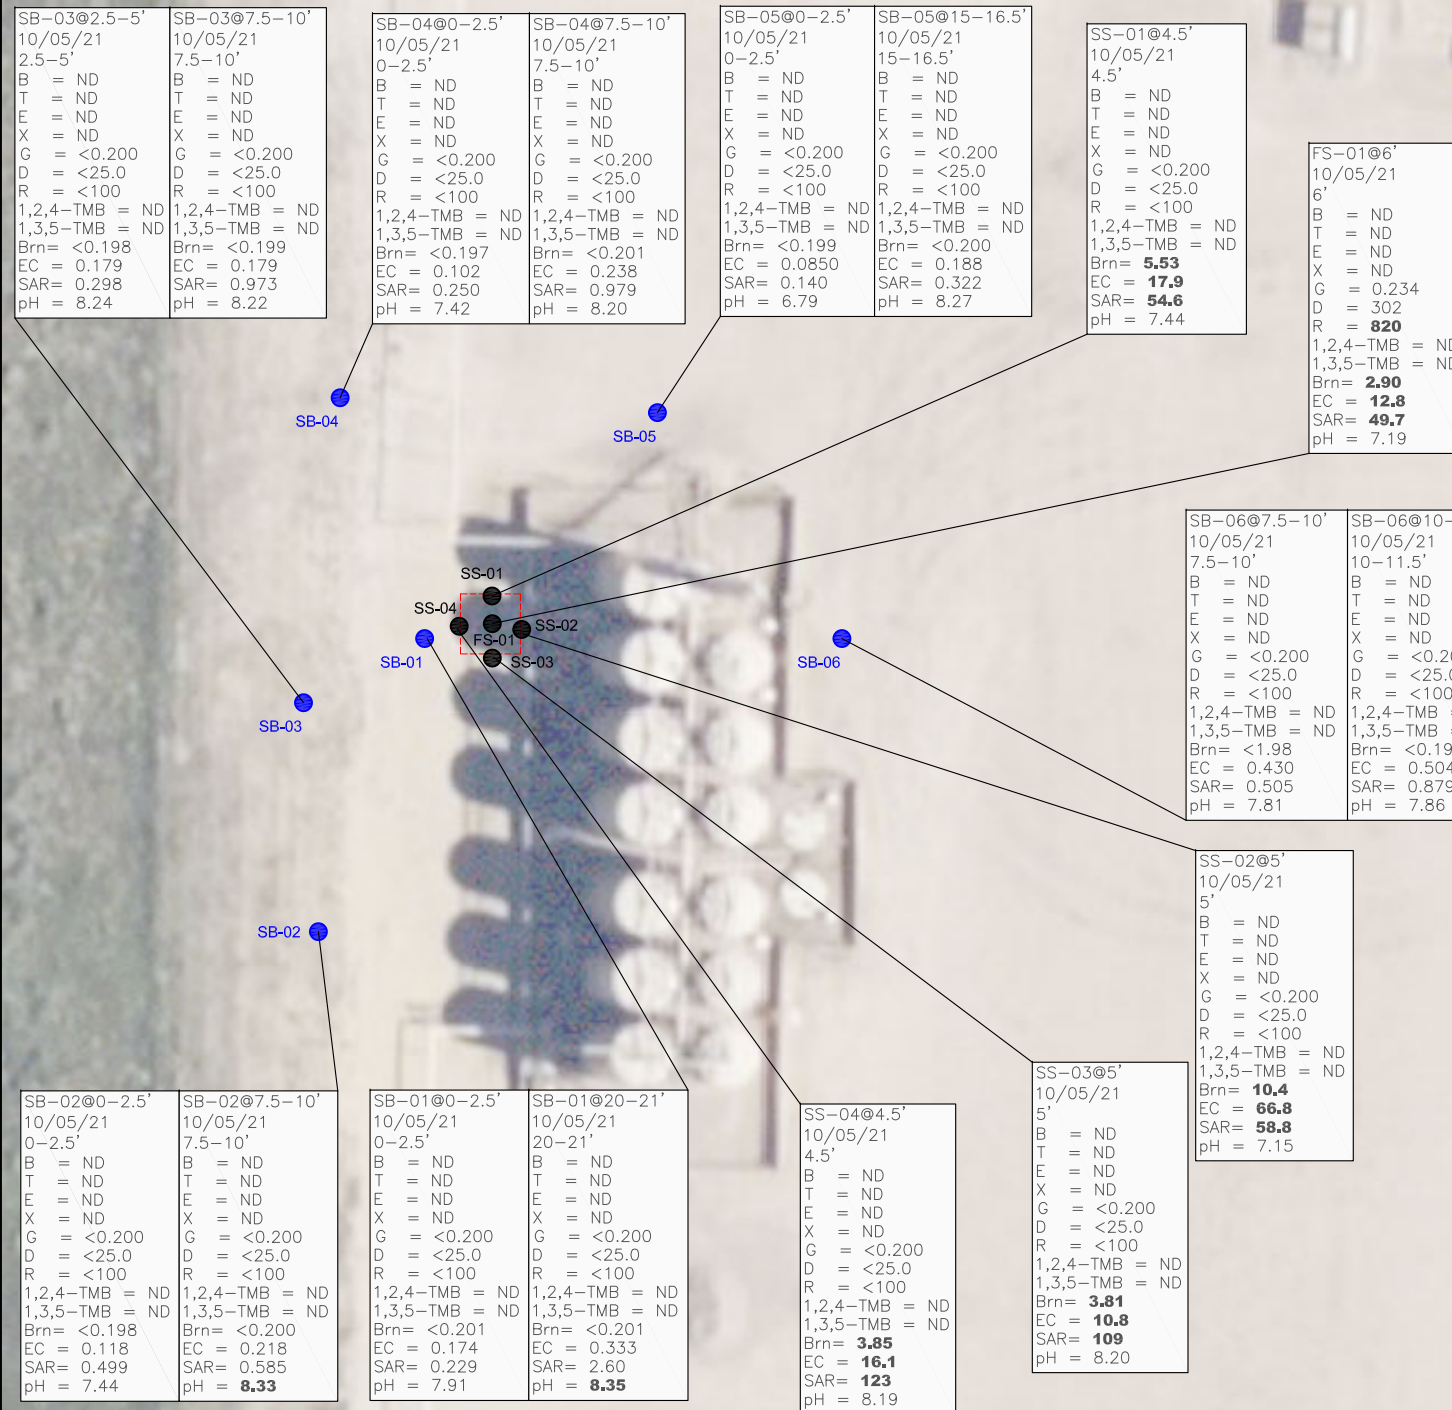 SB-03@2.5-5'
10/05/21
2.5-5'
B = ND
T = ND
E = ND
X = ND
G = <0.200
D = <25.0
R = <100
1,2,4-TMB = ND
1,3,5-TMB = ND
Brn= <0.198
EC = 0.179
SAR= 0.298
pH = 8.24
SB-03@7.5-10'
10/05/21
7.5-10'
B = ND
T = ND
E = ND
X = ND
G = <0.200
D = <25.0
R = <100
1,2,4-TMB = ND
1,3,5-TMB = ND
Brn= <0.199
EC = 0.179
SAR= 0.973
pH = 8.22
SB-04@0-2.5'
10/05/21
0-2.5'
B = ND
T = ND
E = ND
X = ND
G = <0.200
D = <25.0
R = <100
1,2,4-TMB = ND
1,3,5-TMB = ND
Brn= <0.197
EC = 0.102
SAR= 0.250
pH = 7.42
SB-04@7.5-10'
10/05/21
7.5-10'
B = ND
T = ND
E = ND
X = ND
G = <0.200
D = <25.0
R = <100
1,2,4-TMB = ND
1,3,5-TMB = ND
Brn= <0.201
EC = 0.238
SAR= 0.979
pH = 8.20
SB-05@0-2.5'
10/05/21
0-2.5'
B = ND
T = ND
E = ND
X = ND
G = <0.200
D = <25.0
R = <100
1,2,4-TMB = ND
1,3,5-TMB = ND
Brn= <0.199
EC = 0.0850
SAR= 0.140
pH = 6.79
SB-05@15-16.5'
10/05/21
15-16.5'
B = ND
T = ND
E = ND
X = ND
G = <0.200
D = <25.0
R = <100
1,2,4-TMB = ND
1,3,5-TMB = ND
Brn= <0.200
EC = 0.188
SAR= 0.322
pH = 8.27
SS-01@4.5'
10/05/21
4.5'
B = ND
T = ND
E = ND
X = ND
G = <0.200
D = <25.0
R = <100
1,2,4-TMB = ND
1,3,5-TMB = ND
Brn= 5.53
EC = 17.9
SAR= 54.6
pH = 7.44
FS-01@6'
10/05/21
6'
B = ND
T = ND
E = ND
X = ND
G = 0.234
D = 302
R = 820
1,2,4-TMB = ND
1,3,5-TMB = ND
Brn= 2.90
EC = 12.8
SAR= 49.7
pH = 7.19
SB-04
SB-05
SS-01
SS-04
SS-02
FS-01
SS-03
SB-01
SB-06
SB-03
SB-02
SB-06@7.5-10'
10/05/21
7.5-10'
B = ND
T = ND
E = ND
X = ND
G = <0.200
D = <25.0
R = <100
1,2,4-TMB = ND
1,3,5-TMB = ND
Brn= <1.98
EC = 0.430
SAR= 0.505
pH = 7.81
SB-06@10-
10/05/21
10-11.5'
B = ND
T = ND
E = ND
X = ND
G = <0.20
D = <25.0
R = <100
1,2,4-TMB =
1,3,5-TMB =
Brn= <0.19
EC = 0.504
SAR= 0.879
pH = 7.86
SS-02@5'
10/05/21
5'
B = ND
T = ND
E = ND
X = ND
G = <0.200
D = <25.0
R = <100
1,2,4-TMB = ND
1,3,5-TMB = ND
Brn= 10.4
EC = 66.8
SAR= 58.8
pH = 7.15
SB-02@0-2.5'
10/05/21
0-2.5'
B = ND
T = ND
E = ND
X = ND
G = <0.200
D = <25.0
R = <100
1,2,4-TMB = ND
1,3,5-TMB = ND
Brn= <0.198
EC = 0.118
SAR= 0.499
pH = 7.44
SB-02@7.5-10'
10/05/21
7.5-10'
B = ND
T = ND
E = ND
X = ND
G = <0.200
D = <25.0
R = <100
1,2,4-TMB = ND
1,3,5-TMB = ND
Brn= <0.200
EC = 0.218
SAR= 0.585
pH = 8.33
SB-01@0-2.5'
10/05/21
0-2.5'
B = ND
T = ND
E = ND
X = ND
G = <0.200
D = <25.0
R = <100
1,2,4-TMB = ND
1,3,5-TMB = ND
Brn= <0.201
EC = 0.174
SAR= 0.229
pH = 7.91
SB-01@20-21'
10/05/21
20-21'
B = ND
T = ND
E = ND
X = ND
G = <0.200
D = <25.0
R = <100
1,2,4-TMB = ND
1,3,5-TMB = ND
Brn= <0.201
EC = 0.333
SAR= 2.60
pH = 8.35
SS-04@4.5'
10/05/21
4.5'
B = ND
T = ND
E = ND
X = ND
G = <0.200
D = <25.0
R = <100
1,2,4-TMB = ND
1,3,5-TMB = ND
Brn= 3.85
EC = 16.1
SAR= 123
pH = 8.19
SS-03@5'
10/05/21
5'
B = ND
T = ND
E = ND
X = ND
G = <0.200
D = <25.0
R = <100
1,2,4-TMB = ND
1,3,5-TMB = ND
Brn= 3.81
EC = 10.8
SAR= 109
pH = 8.20